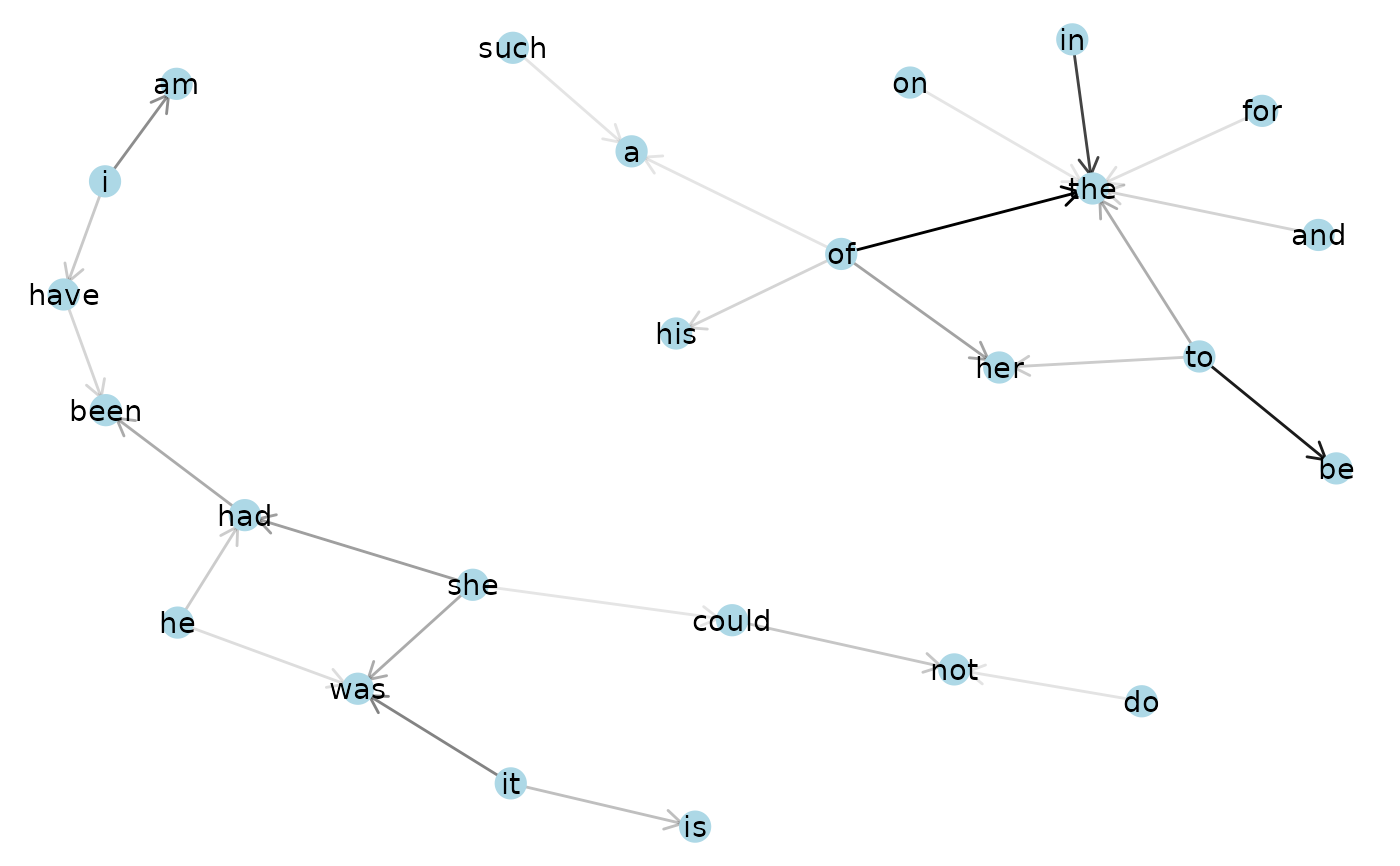 in
such
on
am
for
a
i
the
and
of
have
his
to
her
been
be
had
she
could
he
not
was
do
it
is